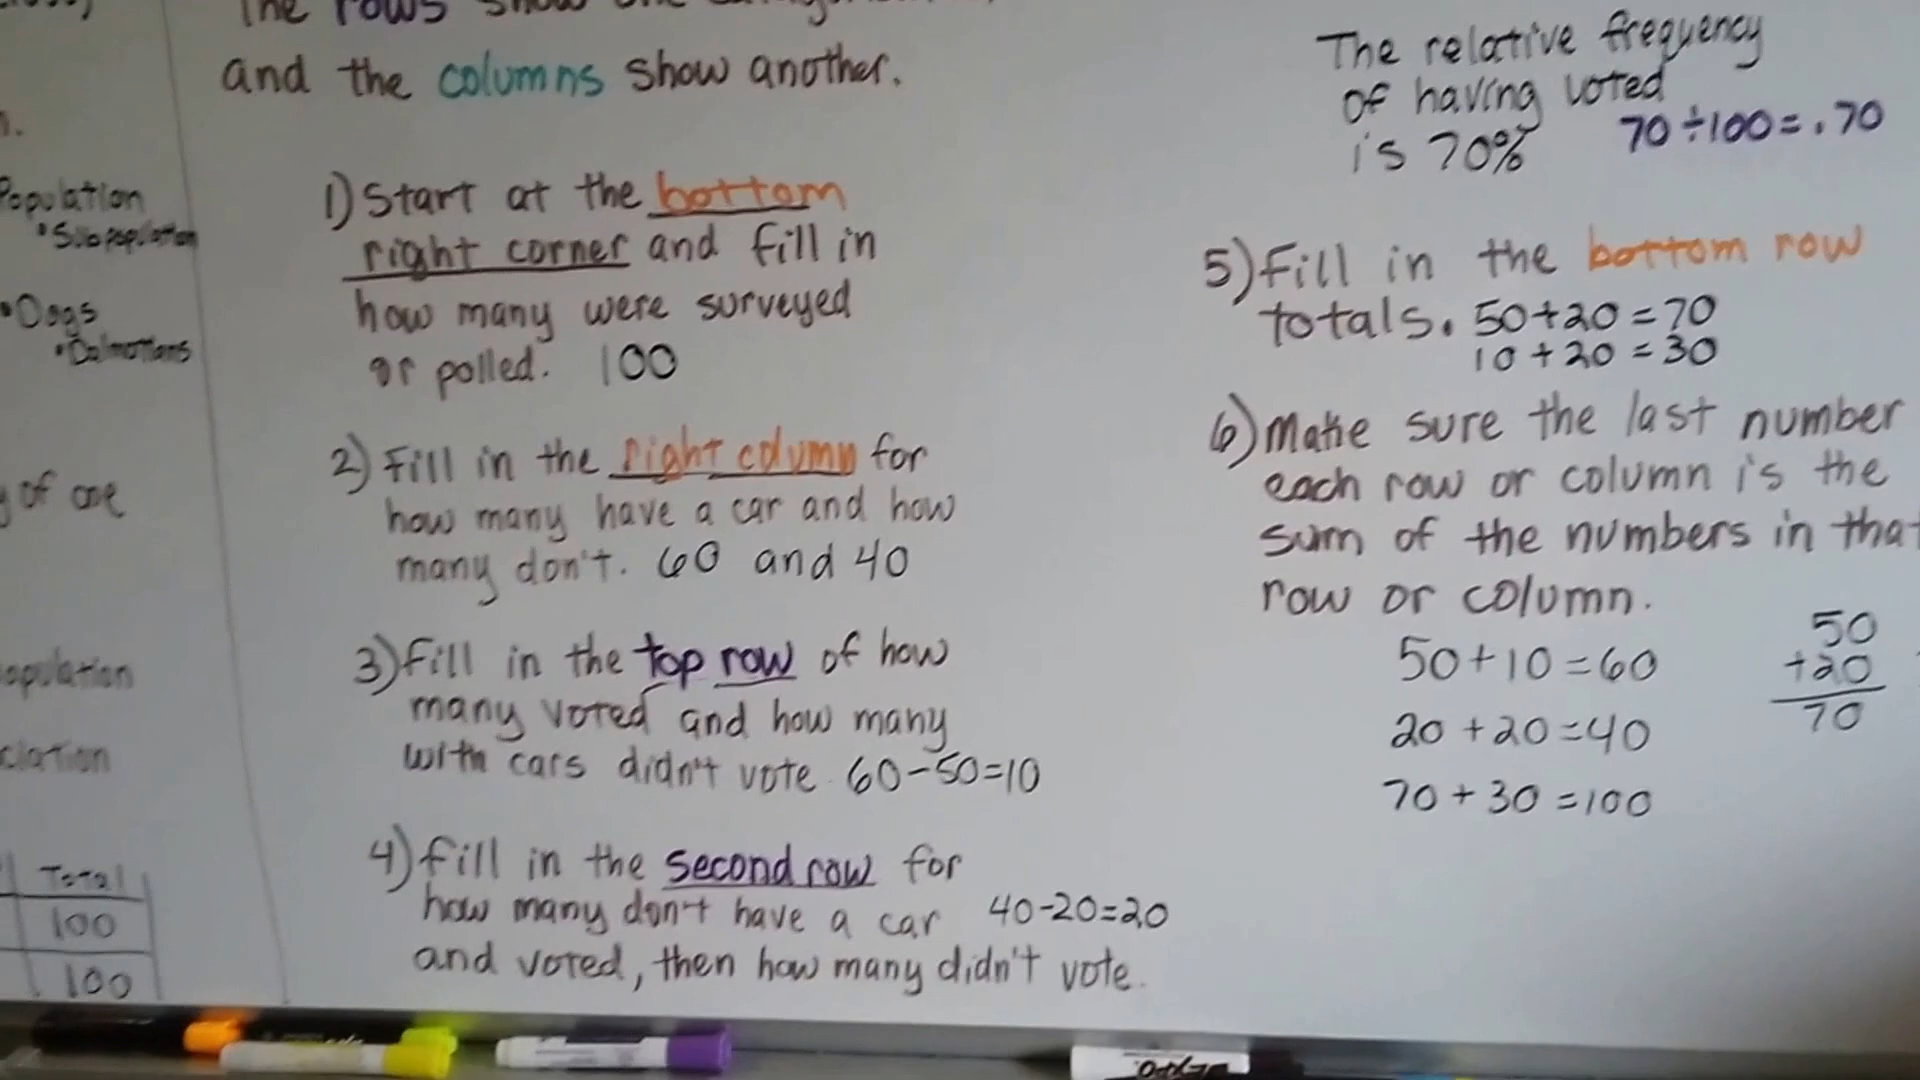 rows
and the columns show another.
1) Start at the bottom
right corner and fill in
how many were surveyed
or polled. 100
2) Fill in the right column for
how many have a car and how
many don't. 60 and 40
3) Fill in the top row of how
many voted and how many
with cars didn't vote 60-50=10
4) fill in the second row for
how many don't have a car 40-20=20
and voted, then how many didn't vote.
The relative frequency
of having voted
is 70% 70÷100=.70
5) Fill in the bottom row
totals. 50+20=70
10+20=30
6) Make sure the last number
each row or column is the
sum of the numbers in that
row or column.
50+10=60
20+20=40
70+30=100
50
+20
70
Population
• Subpopulation
• Dogs
• Dalmations
of one
Total
100
100